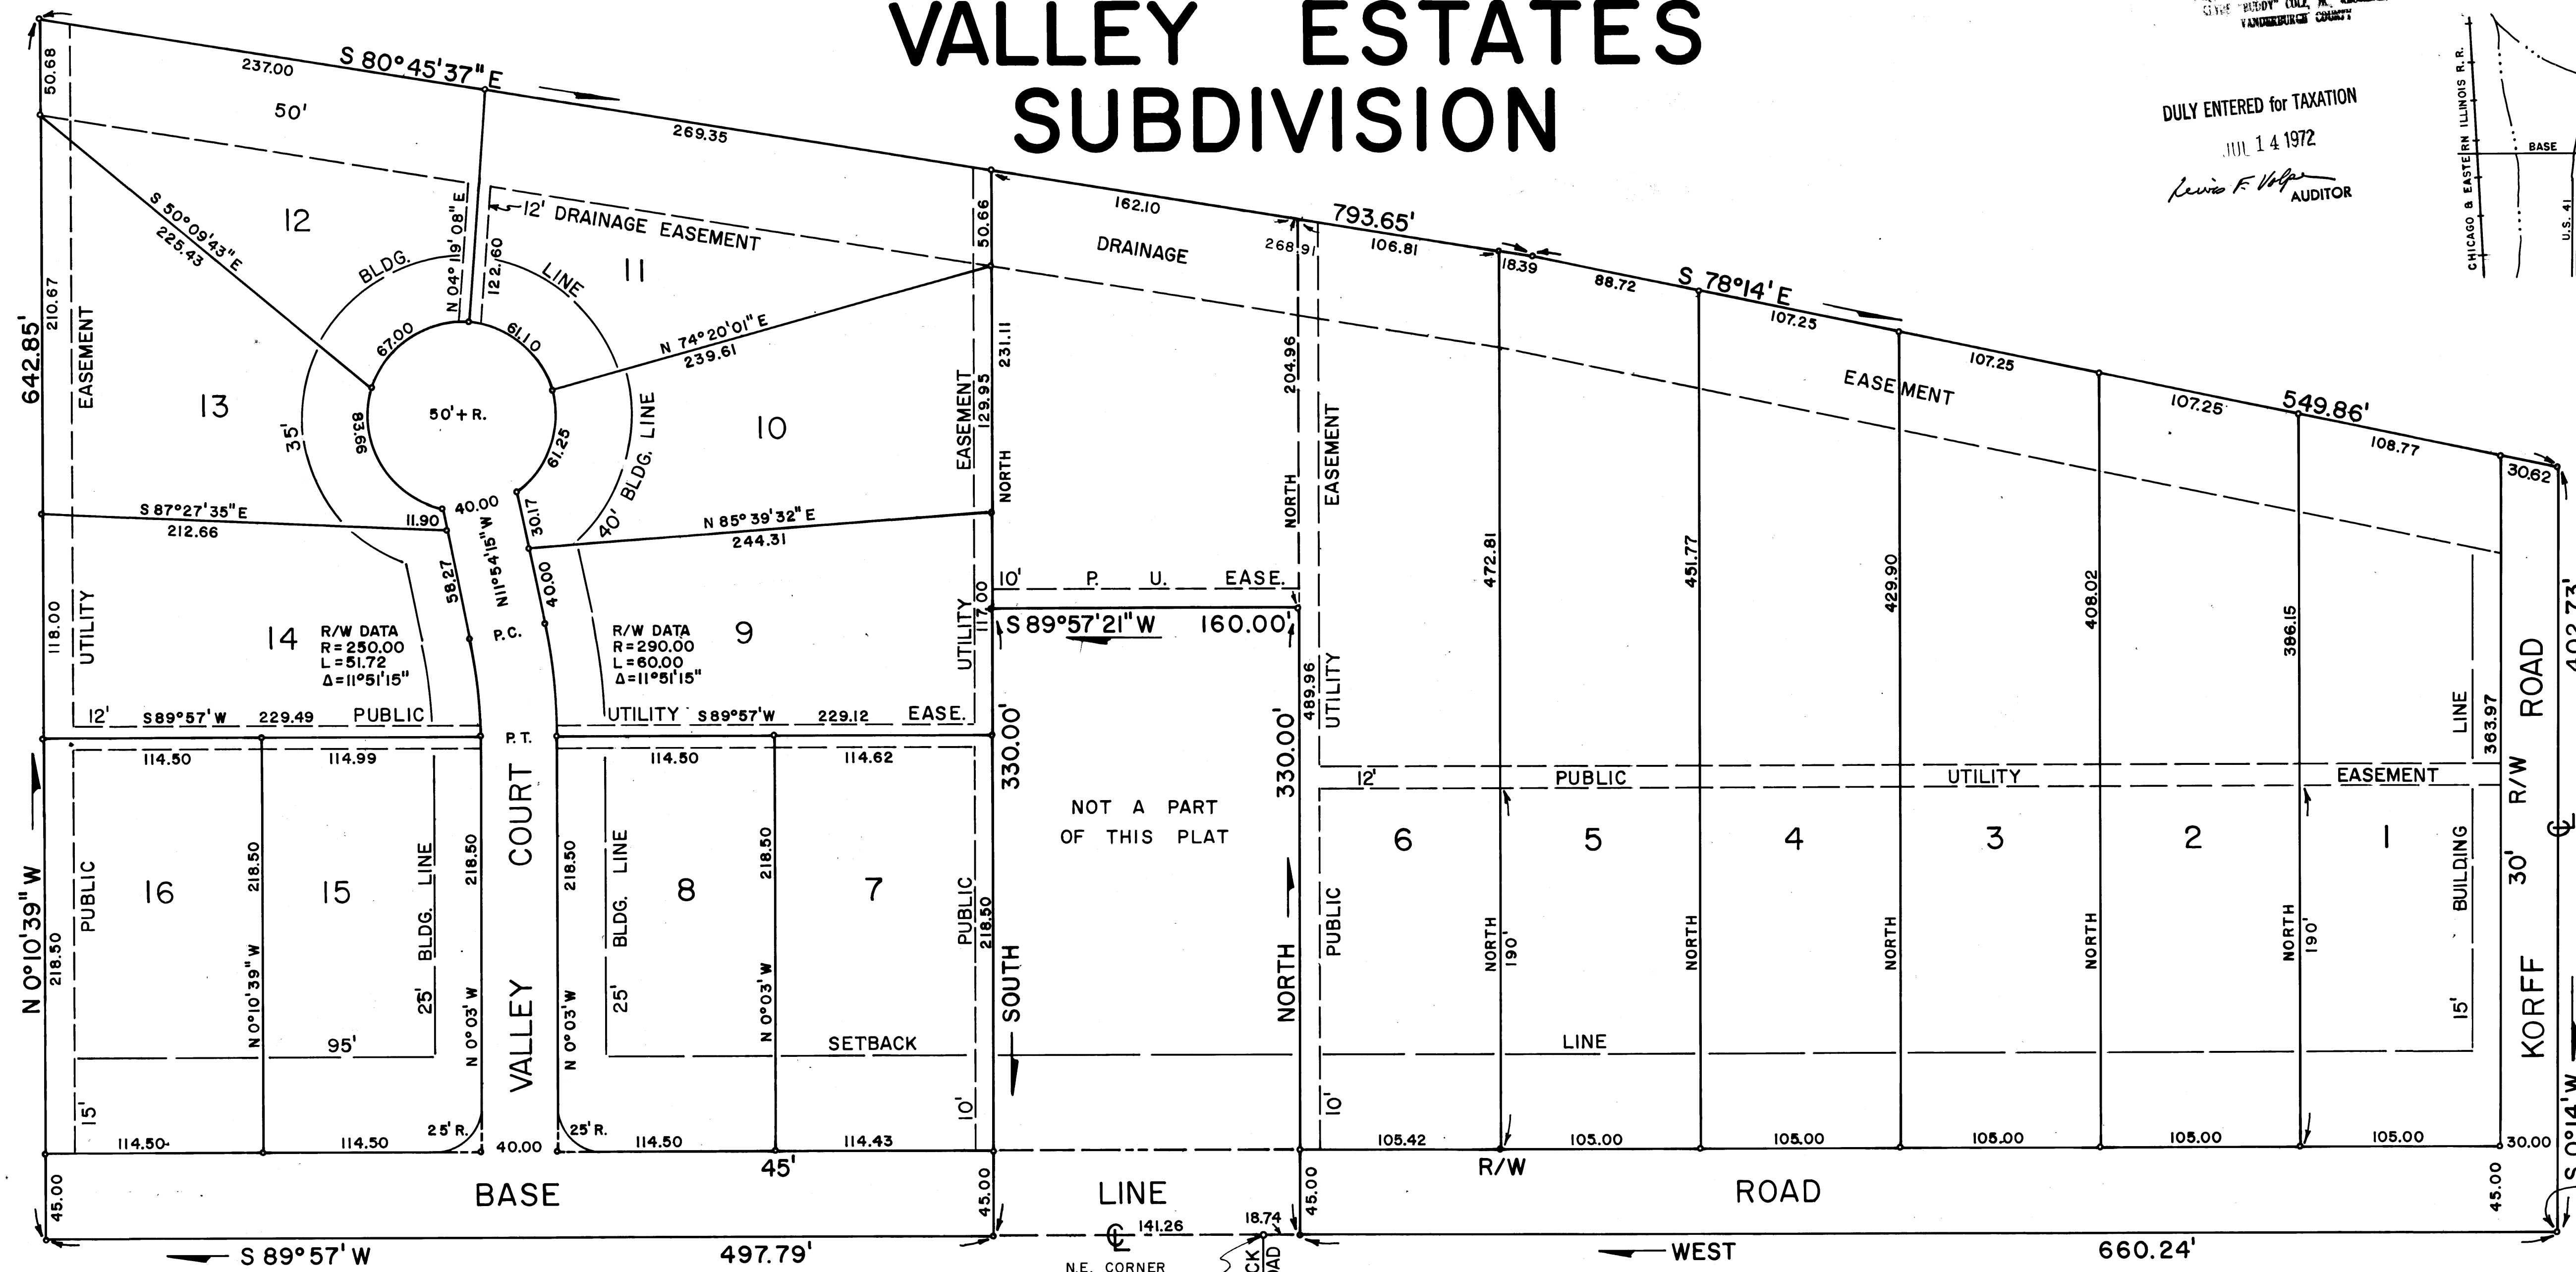 VALLEY ESTATES
SUBDIVISION
CLYDE "BUDDY" COLE, JR.
VANDERBURGH COUNTY
DULY ENTERED for TAXATION
JUL 14 1972
Lewis F. Volpe
AUDITOR
CHICAGO & EASTERN ILLINOIS R.R.
BASE
U.S. 41
50.68
237.00
S 80°45'37" E
269.35
162.10
793.65'
106.81
268.91
18.39
88.72
S 78°14' E
107.25
107.25
107.25
549.86'
108.77
30.62
50'
12
S 50°09'43" E
225.43
N 04° 19' 08" E
122.60
12' DRAINAGE EASEMENT
11
50.66
DRAINAGE
EASEMENT
BLDG. LINE
642.85'
210.67
EASEMENT
13
35'
67.00
61.10
83.66
50'+ R.
61.25
N 74°20'01" E
239.61
40' BLDG. LINE
10
EASEMENT
129.95
231.11
NORTH
204.96
NORTH
EASEMENT
S 87°27'35" E
212.66
11.90
40.00
30.17
N11°54'15" W
N 85°39'32" E
244.31
118.00
UTILITY
14
58.27
P.C.
40.00
R/W DATA
R=250.00
L=51.72
Δ=11°51'15"
R/W DATA
R=290.00
L=60.00
Δ=11°51'15"
9
UTILITY
117.00
10' P. U. EASE.
S 89°57'21" W 160.00'
489.96
UTILITY
472.81
451.77
429.90
408.02
386.15
363.97
402.73'
12' S89°57' W 229.49 PUBLIC
UTILITY S89°57' W 229.12 EASE.
P.T.
114.50
114.99
114.50
114.62
330.00'
330.00'
NOT A PART
OF THIS PLAT
12' PUBLIC UTILITY EASEMENT
16
15
8
7
6
5
4
3
2
1
PUBLIC
218.50
N 0°10'39" W
218.50
N 0°10'39" W
25' BLDG. LINE
218.50
N 0°03' W
VALLEY COURT
218.50
N 0°03' W
25' BLDG. LINE
218.50
N 0°03' W
PUBLIC
218.50
SOUTH
NORTH
PUBLIC
NORTH
190'
NORTH
NORTH
NORTH
NORTH
190'
15' BUILDING LINE
KORFF ROAD
30' R/W
℄
S 0°14' W
95'
SETBACK
LINE
15'
10'
10'
114.50
114.50
25' R.
40.00
25' R.
114.50
114.43
105.42
105.00
105.00
105.00
105.00
105.00
30.00
45'
R/W
45.00
BASE
45.00
LINE
45.00
ROAD
45.00
℄
141.26
18.74
S 89°57' W
497.79'
WEST
660.24'
N.E. CORNER